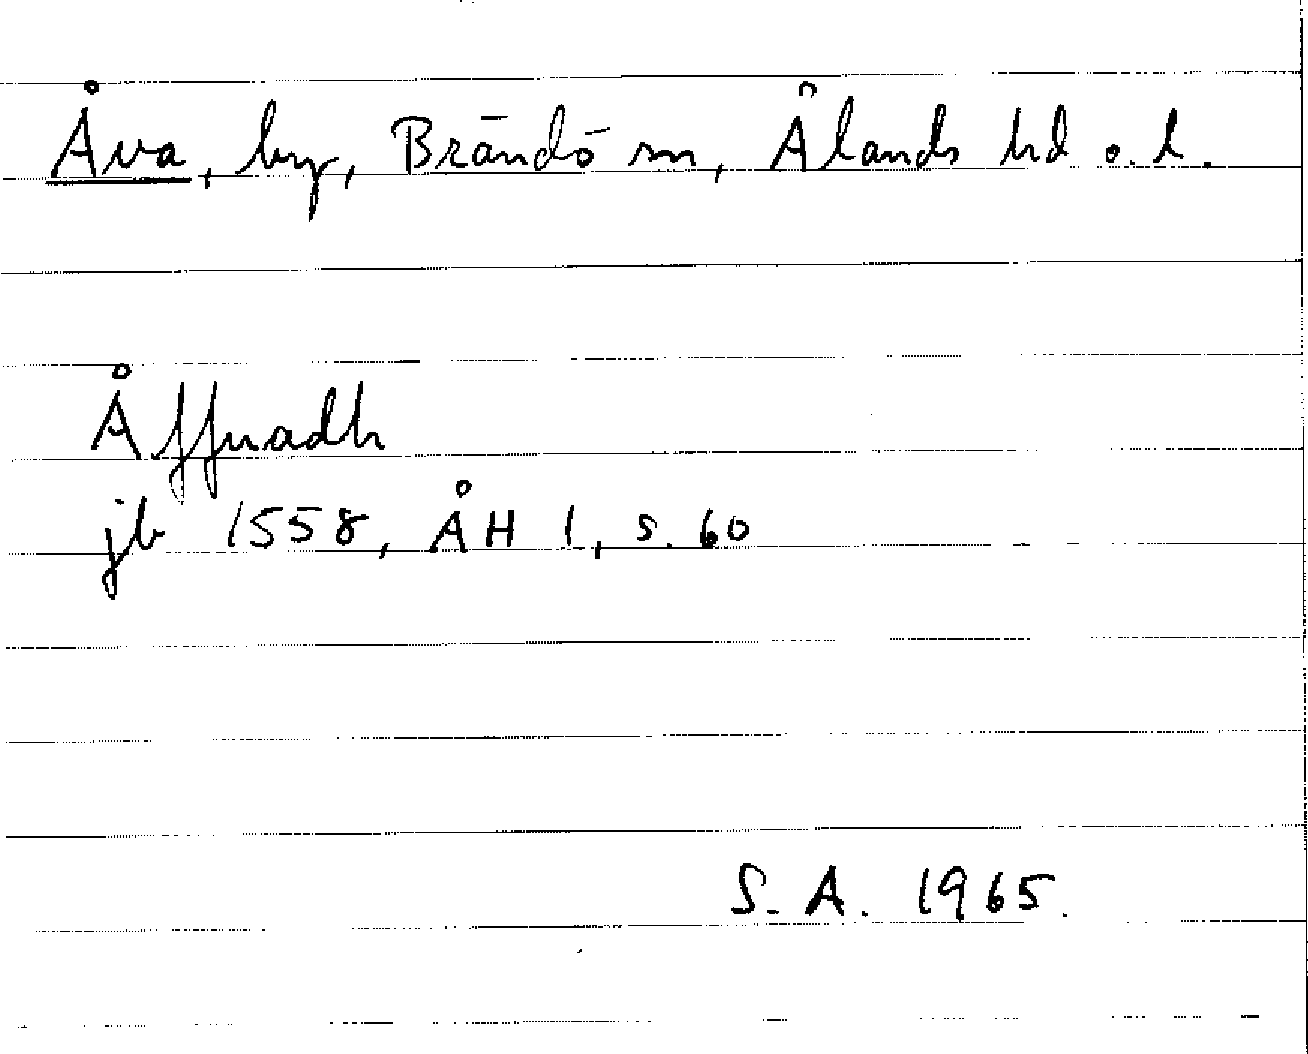 Åva, by, Brändö sn, Ålands hd o. l.
Åffuadh
jb 1558, ÅH 1, s. 60
S. A. 1965.